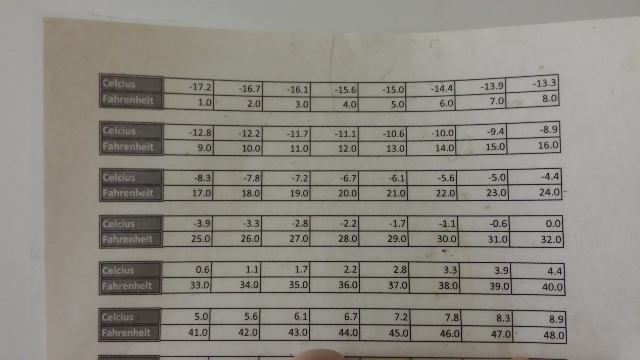 Celcius -17.2 -16.7 -16.1 -15.6 -15.0 -14.4 -13.9 -13.3
Fahrenheit 1.0 2.0 3.0 4.0 5.0 6.0 7.0 8.0
Celcius -12.8 -12.2 -11.7 -11.1 -10.6 -10.0 -9.4 -8.9
Fahrenheit 9.0 10.0 11.0 12.0 13.0 14.0 15.0 16.0
Celcius -8.3 -7.8 -7.2 -6.7 -6.1 -5.6 -5.0 -4.4
Fahrenheit 17.0 18.0 19.0 20.0 21.0 22.0 23.0 24.0
Celcius -3.9 -3.3 -2.8 -2.2 -1.7 -1.1 -0.6 0.0
Fahrenheit 25.0 26.0 27.0 28.0 29.0 30.0 31.0 32.0
Celcius 0.6 1.1 1.7 2.2 2.8 3.3 3.9 4.4
Fahrenheit 33.0 34.0 35.0 36.0 37.0 38.0 39.0 40.0
Celcius 5.0 5.6 6.1 6.7 7.2 7.8 8.3 8.9
Fahrenheit 41.0 42.0 43.0 44.0 45.0 46.0 47.0 48.0